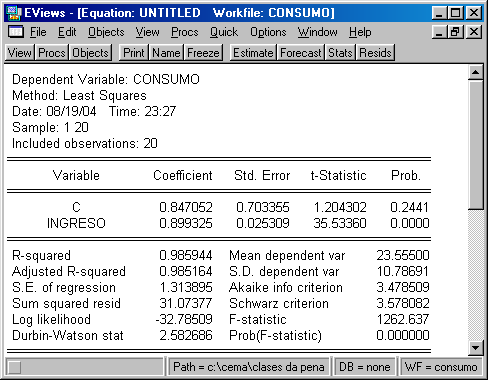 EViews - [Equation: UNTITLED   Workfile: CONSUMO]
File Edit Objects View Procs Quick Options Window Help
View Procs Objects Print Name Freeze Estimate Forecast Stats Resids
Dependent Variable: CONSUMO
Method: Least Squares
Date: 08/19/04   Time: 23:27
Sample: 1 20
Included observations: 20
Variable Coefficient Std. Error t-Statistic Prob.
C 0.847052 0.703355 1.204302 0.2441
INGRESO 0.899325 0.025309 35.53360 0.0000
R-squared 0.985944 Mean dependent var 23.55500
Adjusted R-squared 0.985164 S.D. dependent var 10.78691
S.E. of regression 1.313895 Akaike info criterion 3.478509
Sum squared resid 31.07377 Schwarz criterion 3.578082
Log likelihood -32.78509 F-statistic 1262.637
Durbin-Watson stat 2.582686 Prob(F-statistic) 0.000000
Path = c:\cema\clases da pena DB = none WF = consumo